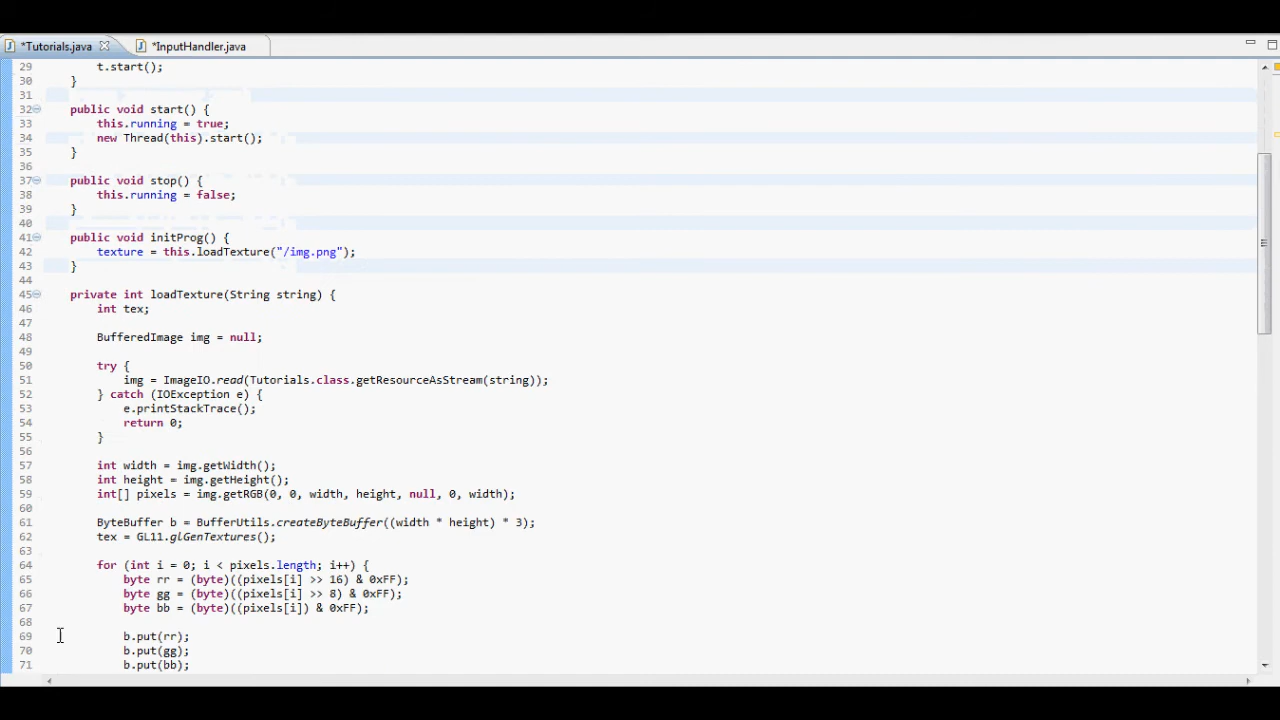 *Tutorials.java
*InputHandler.java
29 t.start();
30 }
31
32 public void start() {
33 this.running = true;
34 new Thread(this).start();
35 }
36
37 public void stop() {
38 this.running = false;
39 }
40
41 public void initProg() {
42 texture = this.loadTexture("/img.png");
43 }
44
45 private int loadTexture(String string) {
46 int tex;
47
48 BufferedImage img = null;
49
50 try {
51 img = ImageIO.read(Tutorials.class.getResourceAsStream(string));
52 } catch (IOException e) {
53 e.printStackTrace();
54 return 0;
55 }
56
57 int width = img.getWidth();
58 int height = img.getHeight();
59 int[] pixels = img.getRGB(0, 0, width, height, null, 0, width);
60
61 ByteBuffer b = BufferUtils.createByteBuffer((width * height) * 3);
62 tex = GL11.glGenTextures();
63
64 for (int i = 0; i < pixels.length; i++) {
65 byte rr = (byte)((pixels[i] >> 16) & 0xFF);
66 byte gg = (byte)((pixels[i] >> 8) & 0xFF);
67 byte bb = (byte)((pixels[i]) & 0xFF);
68
69 b.put(rr);
70 b.put(gg);
71 b.put(bb);